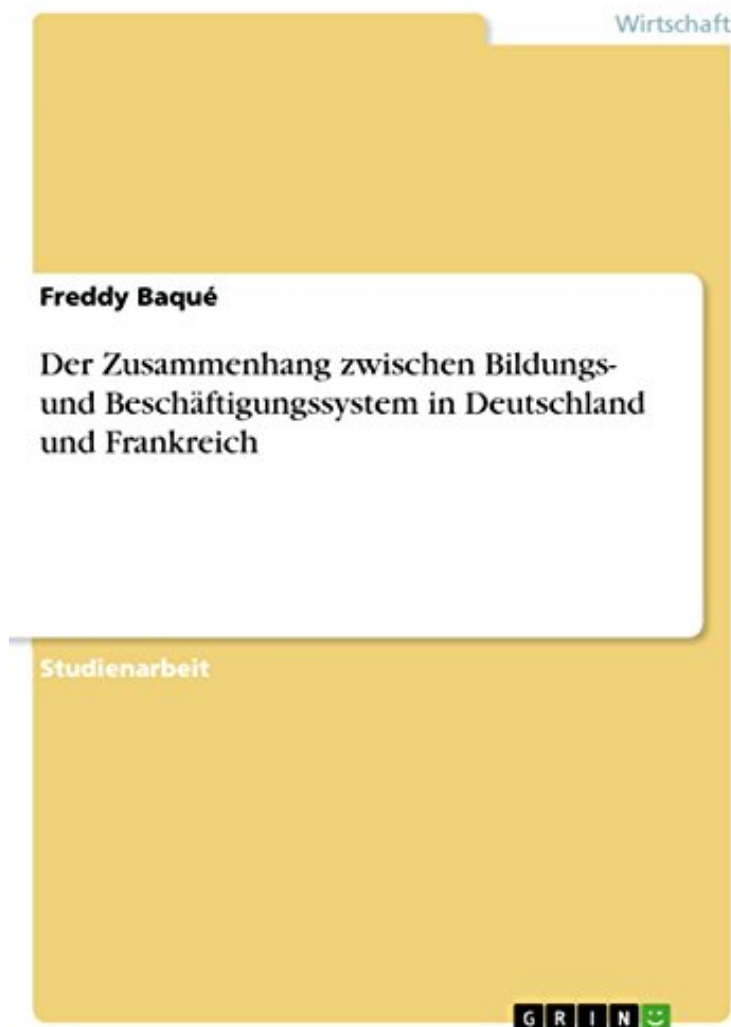 Wirtschaft
Freddy Baqué
Der Zusammenhang zwischen Bildungs-
und Beschäftigungssystem in Deutschland
und Frankreich
Studienarbeit
GRIN